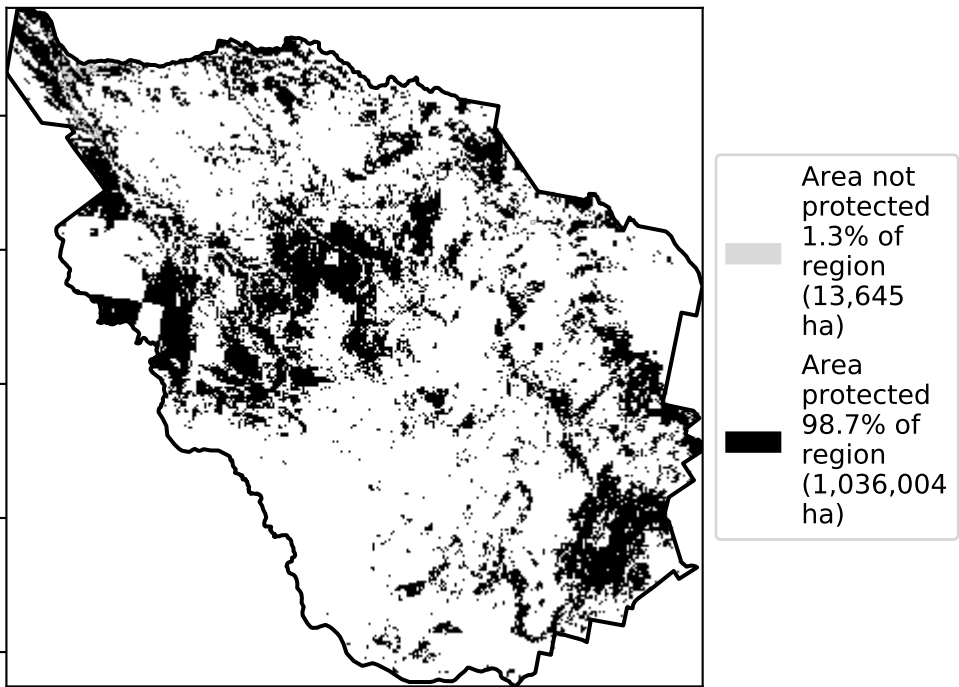 Area not
protected
1.3% of
region
(13,645
ha)
Area
protected
98.7% of
region
(1,036,004
ha)